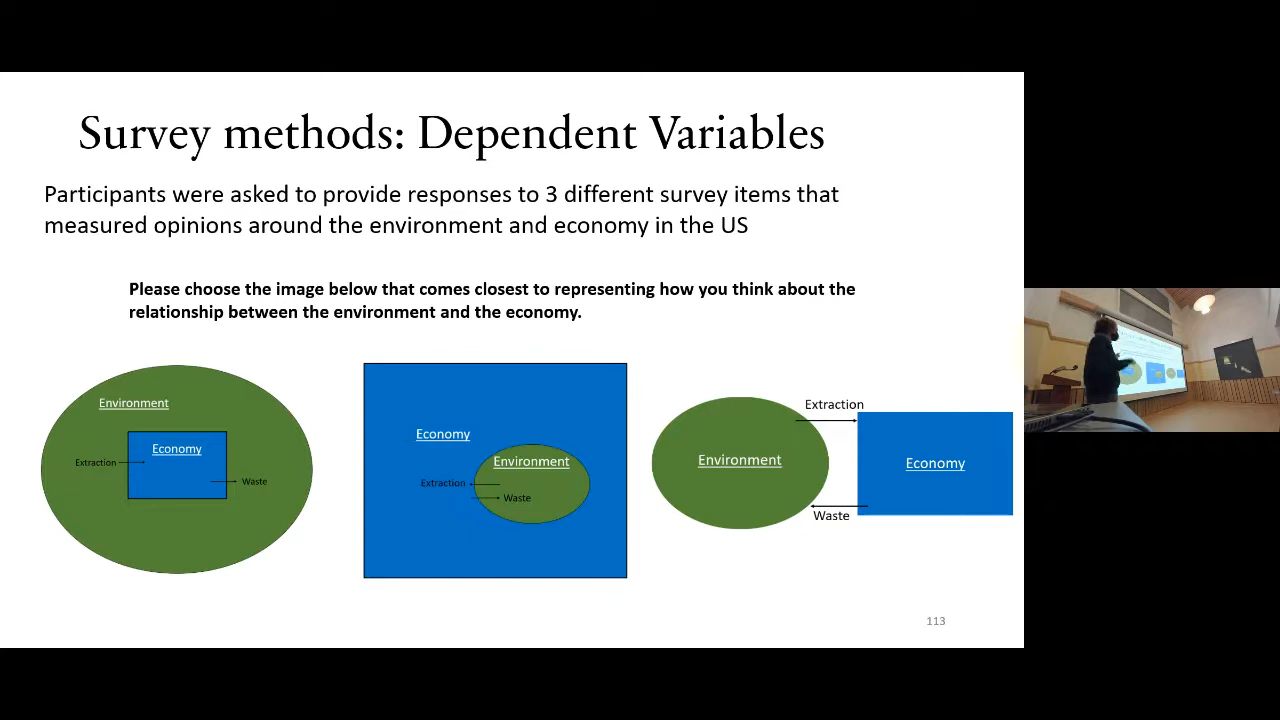 Survey methods: Dependent Variables
Participants were asked to provide responses to 3 different survey items that
measured opinions around the environment and economy in the US
Please choose the image below that comes closest to representing how you think about the
relationship between the environment and the economy.
Environment
Economy
Extraction
Waste
Economy
Environment
Extraction
Waste
Extraction
Environment
Economy
Waste
113